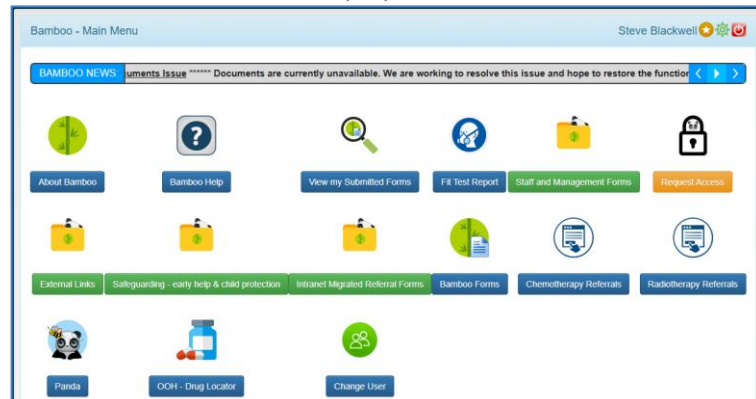 Bamboo - Main Menu
Steve Blackwell
BAMBOO NEWS: uments Issue ****** Documents are currently unavailable. We are working to resolve this issue and hope to restore the function
About Bamboo
Bamboo Help
View my Submitted Forms
Fit Test Report
Staff and Management Forms
Request Access
External Links
Safeguarding - early help & child protection
Intranet Migrated Referral Forms
Bamboo Forms
Chemotherapy Referrals
Radiotherapy Referrals
Panda
OOH - Drug Locator
Change User